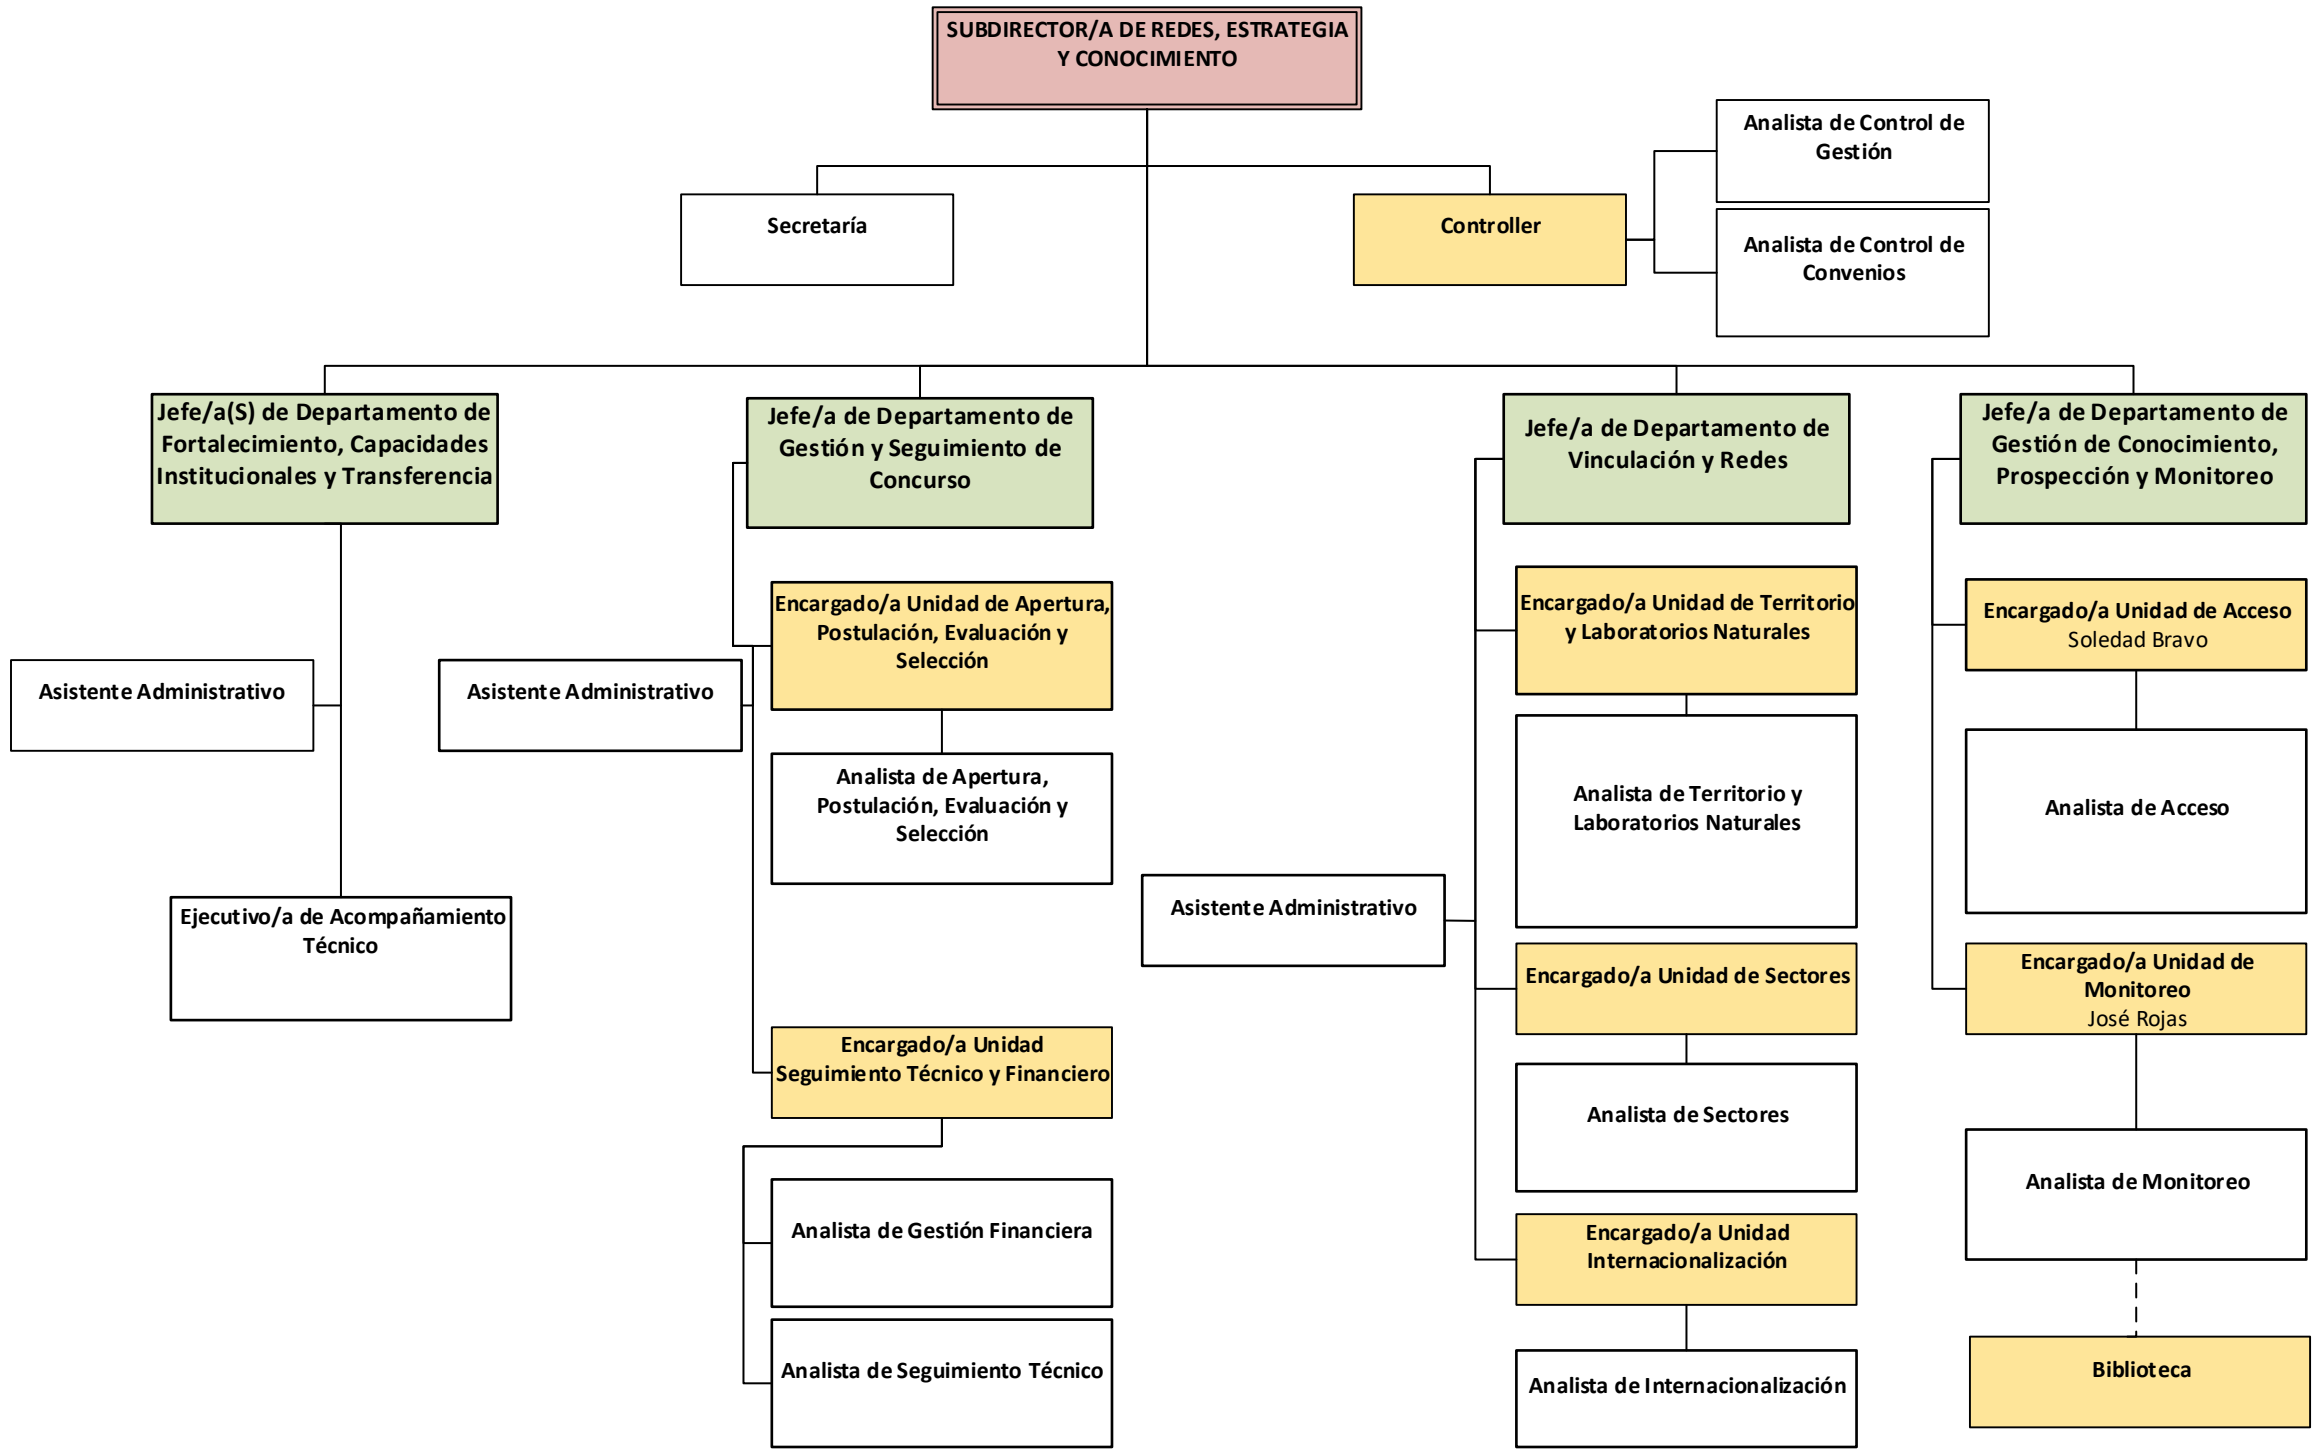 SUBDIRECTOR/A DE REDES, ESTRATEGIA
Y CONOCIMIENTO
Analista de Control de
Gestión
Secretaría
Controller
Analista de Control de
Convenios
Jefe/a(S) de Departamento de
Fortalecimiento, Capacidades
Institucionales y Transferencia
Jefe/a de Departamento de
Gestión y Seguimiento de
Concurso
Jefe/a de Departamento de
Vinculación y Redes
Jefe/a de Departamento de
Gestión de Conocimiento,
Prospección y Monitoreo
Asistente Administrativo
Ejecutivo/a de Acompañamiento
Técnico
Asistente Administrativo
Encargado/a Unidad de Apertura,
Postulación, Evaluación y
Selección
Analista de Apertura,
Postulación, Evaluación y
Selección
Encargado/a Unidad
Seguimiento Técnico y Financiero
Analista de Gestión Financiera
Analista de Seguimiento Técnico
Asistente Administrativo
Encargado/a Unidad de Territorio
y Laboratorios Naturales
Analista de Territorio y
Laboratorios Naturales
Encargado/a Unidad de Sectores
Analista de Sectores
Encargado/a Unidad
Internacionalización
Analista de Internacionalización
Encargado/a Unidad de Acceso
Soledad Bravo
Analista de Acceso
Encargado/a Unidad de
Monitoreo
José Rojas
Analista de Monitoreo
Biblioteca